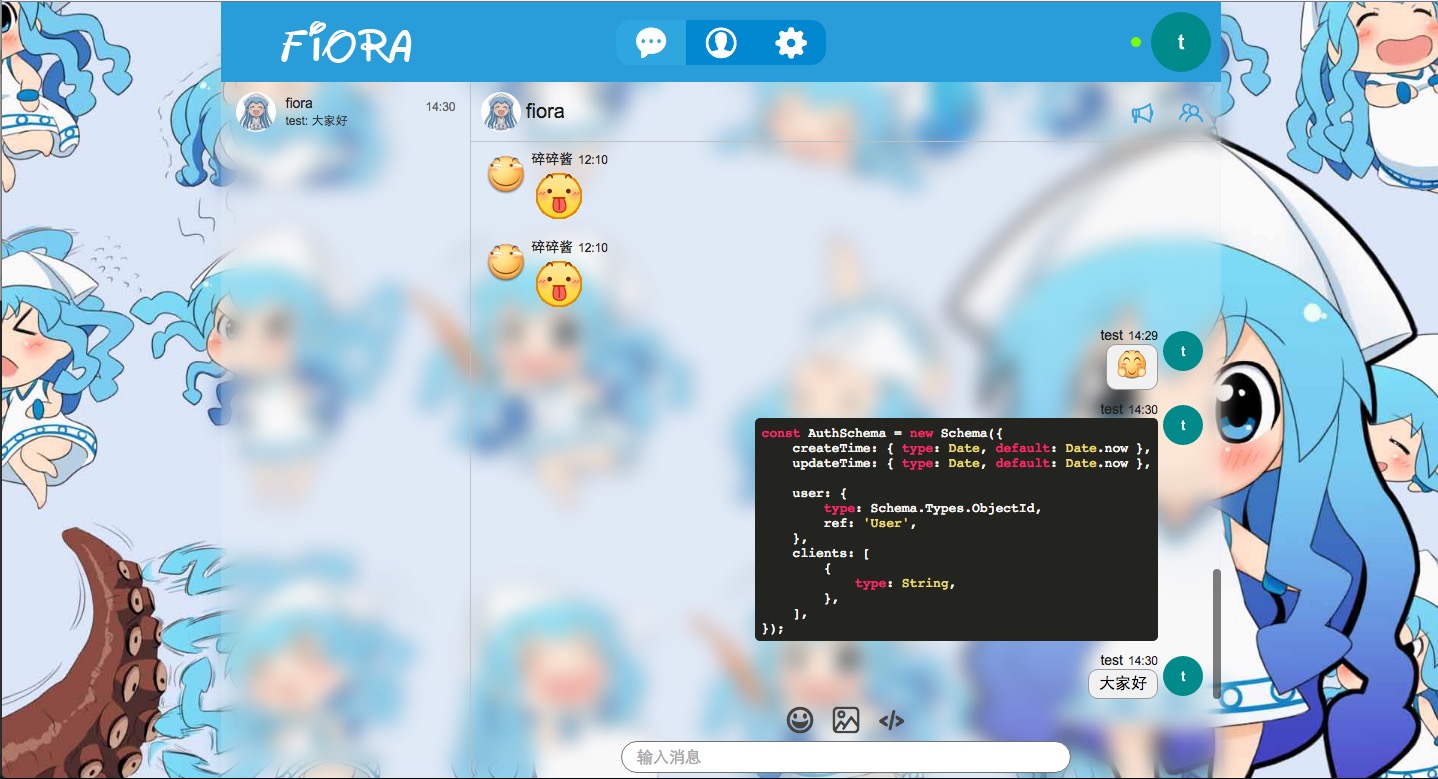 FiORA
t
fiora
14:30
test: 大家好
fiora
碎碎酱 12:10
碎碎酱 12:10
test 14:29
t
test 14:30
t
const AuthSchema = new Schema({
    createTime: { type: Date, default: Date.now },
    updateTime: { type: Date, default: Date.now },

    user: {
        type: Schema.Types.ObjectId,
        ref: 'User',
    },
    clients: [
        {
            type: String,
        },
    ],
});
test 14:30
t
大家好
</>
输入消息